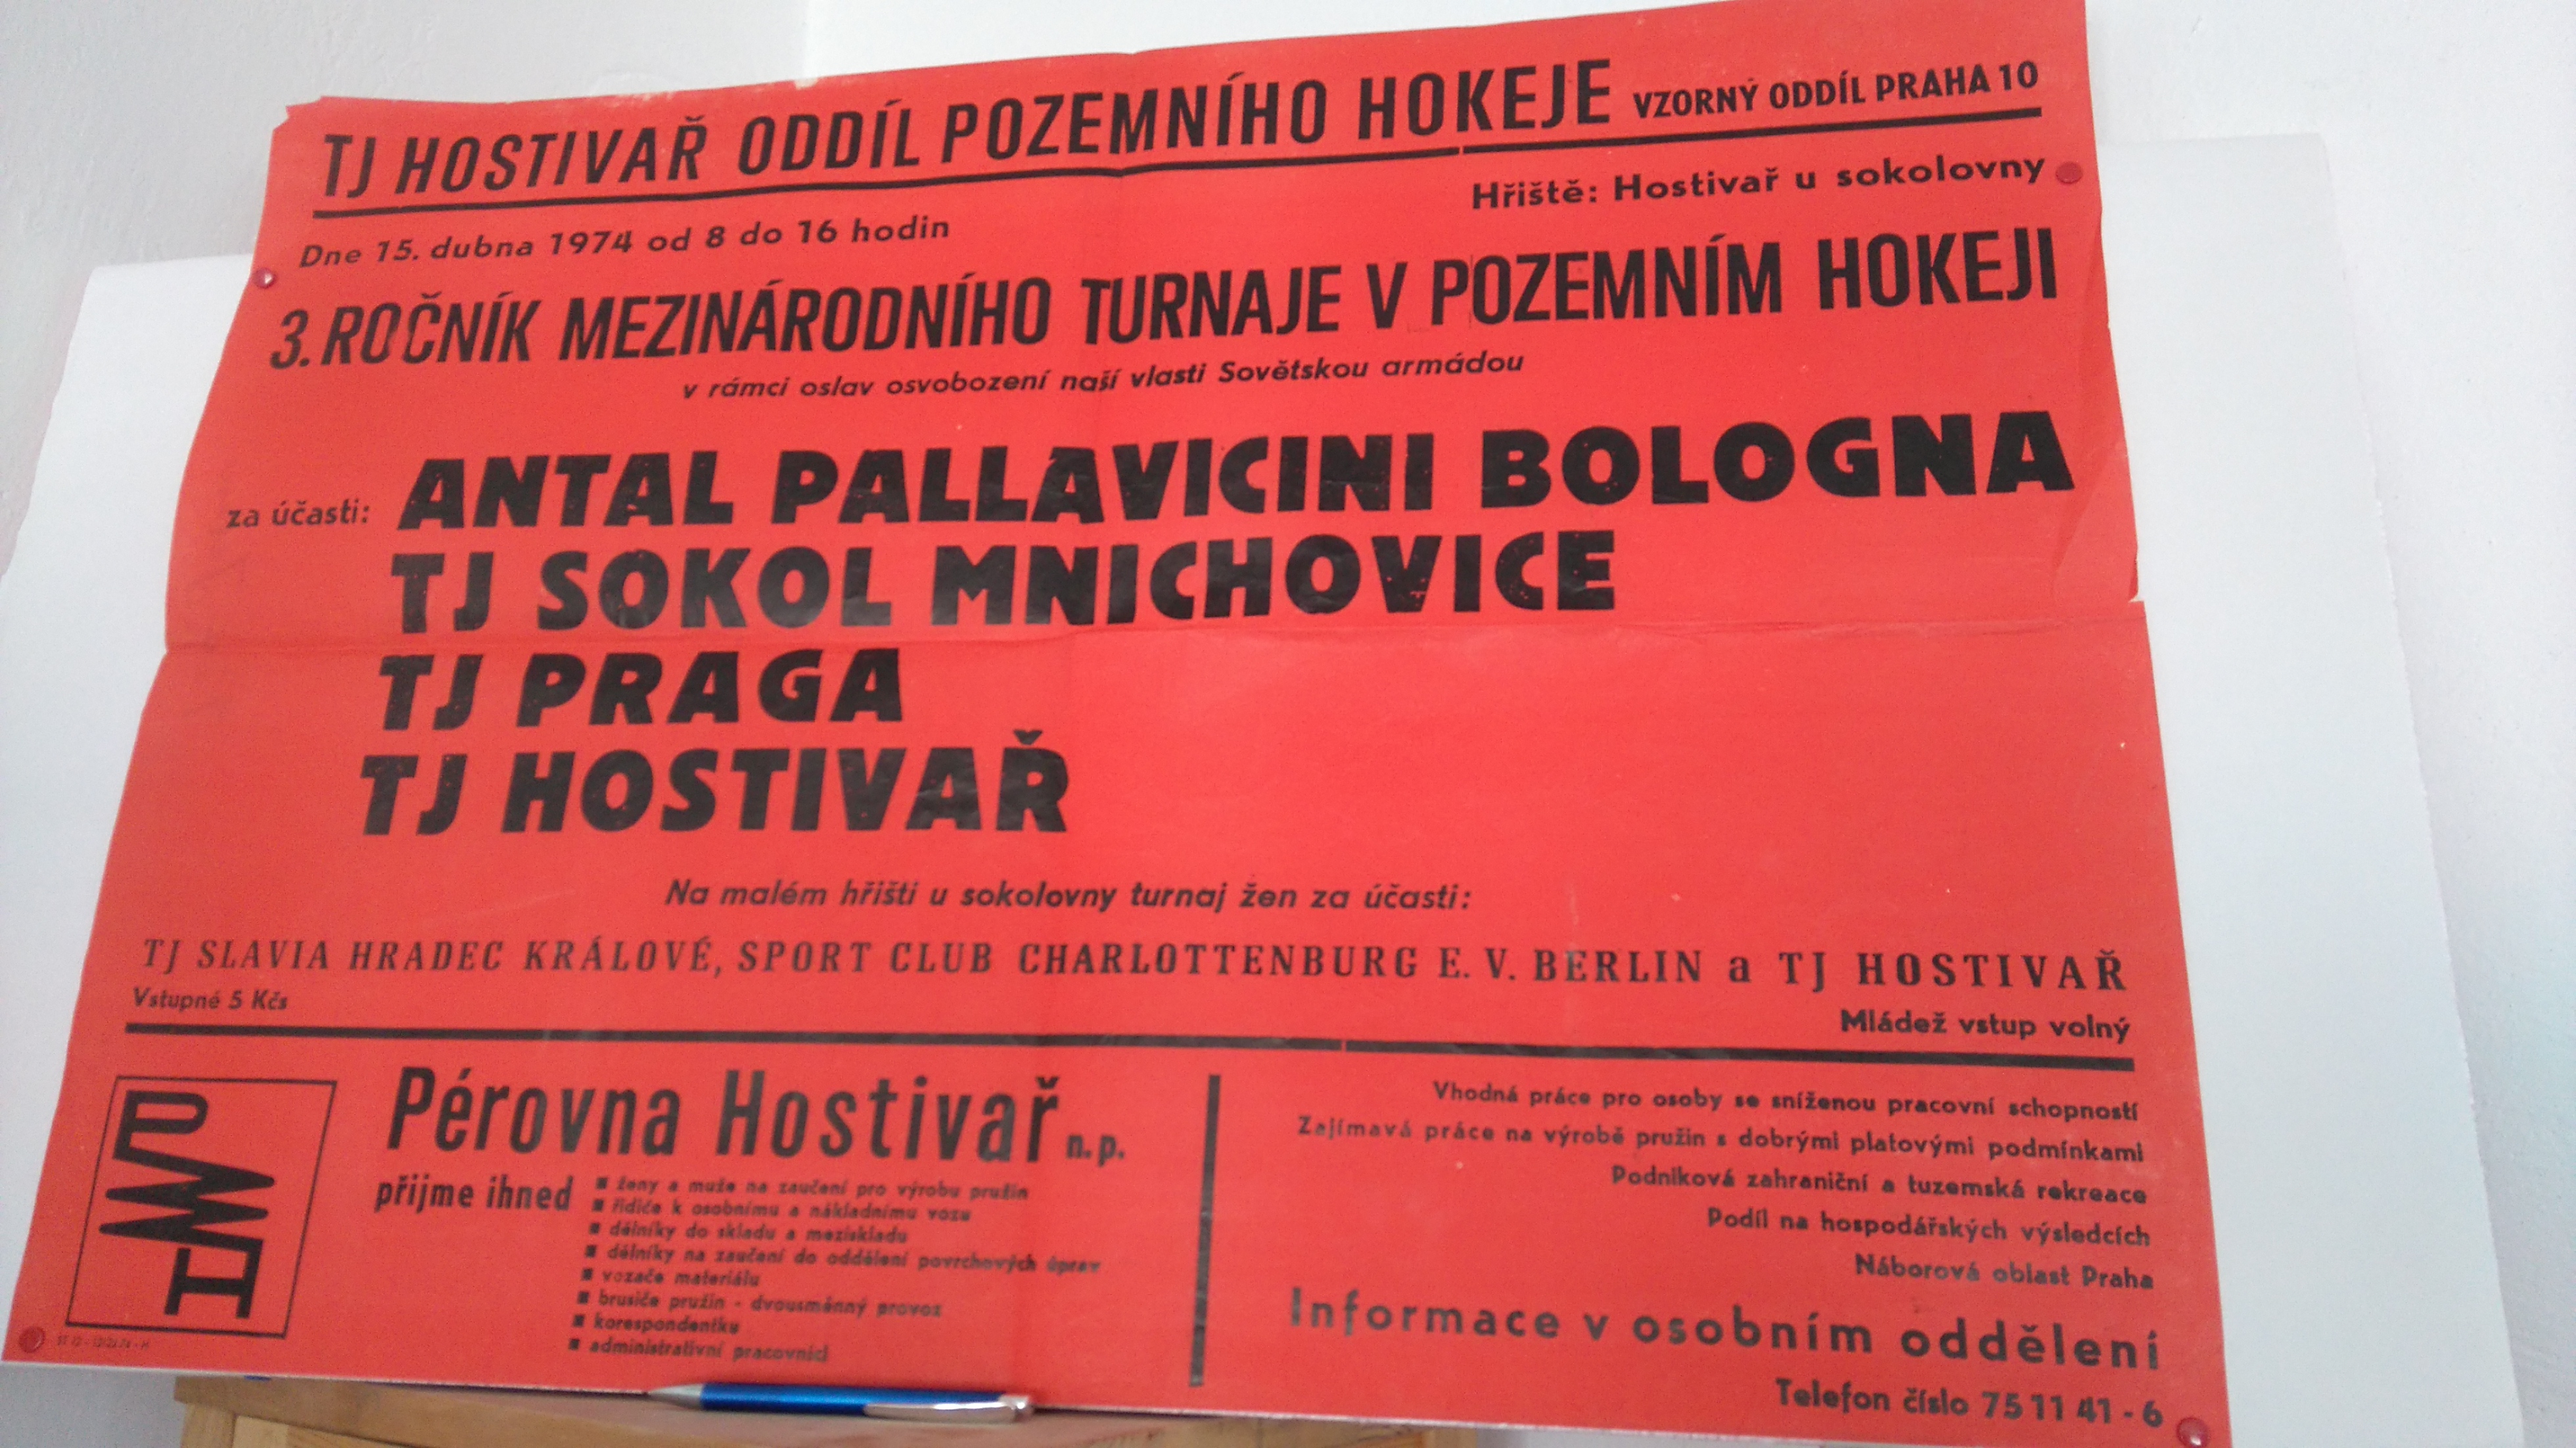 TJ HOSTIVAŘ ODDÍL POZEMNÍHO HOKEJE VZORNÝ ODDÍL PRAHA 10
Dne 15. dubna 1974 od 8 do 16 hodin
Hřiště: Hostivař u sokolovny
3. ROČNÍK MEZINÁRODNÍHO TURNAJE V POZEMNÍM HOKEJI
v rámci oslav osvobození naší vlasti Sovětskou armádou
za účasti: ANTAL PALLAVICINI BOLOGNA
TJ SOKOL MNICHOVICE
TJ PRAGA
TJ HOSTIVAŘ
Na malém hřišti u sokolovny turnaj žen za účasti:
TJ SLAVIA HRADEC KRÁLOVÉ, SPORT CLUB CHARLOTTENBURG E. V. BERLIN a TJ HOSTIVAŘ
Vstupné 5 Kčs
Mládež vstup volný
Pérovna Hostivař n. p.
přijme ihned
■ ženy a muže na zaučení pro výrobu pružin
■ řidiče k osobnímu a nákladnímu vozu
■ dělníky do skladu a meziskladu
■ dělníky na zaučení do oddělení povrchových úprav
■ vozače materiálu
■ brusiče pružin - dvousměnný provoz
■ korespondentku
■ administrativní pracovnici
Vhodná práce pro osoby se sníženou pracovní schopností
Zajímavá práce na výrobě pružin s dobrými platovými podmínkami
Podniková zahraniční a tuzemská rekreace
Podíl na hospodářských výsledcích
Náborová oblast Praha
Informace v osobním oddělení
Telefon číslo 75 11 41 - 6